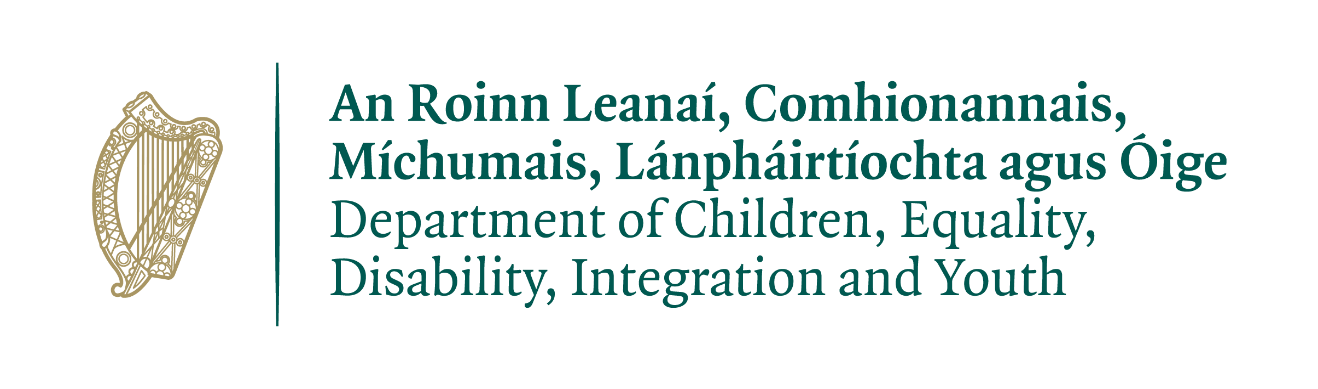 An Roinn Leanaí, Comhionannais,
Míchumais, Lánpháirtíochta agus Óige
Department of Children, Equality,
Disability, Integration and Youth